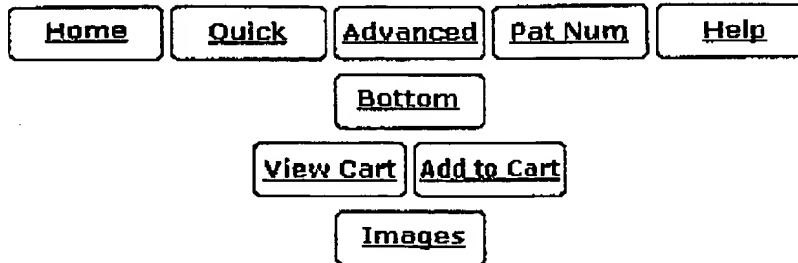 Home Quick Advanced Pat Num Help
Bottom
View Cart Add to Cart
Images